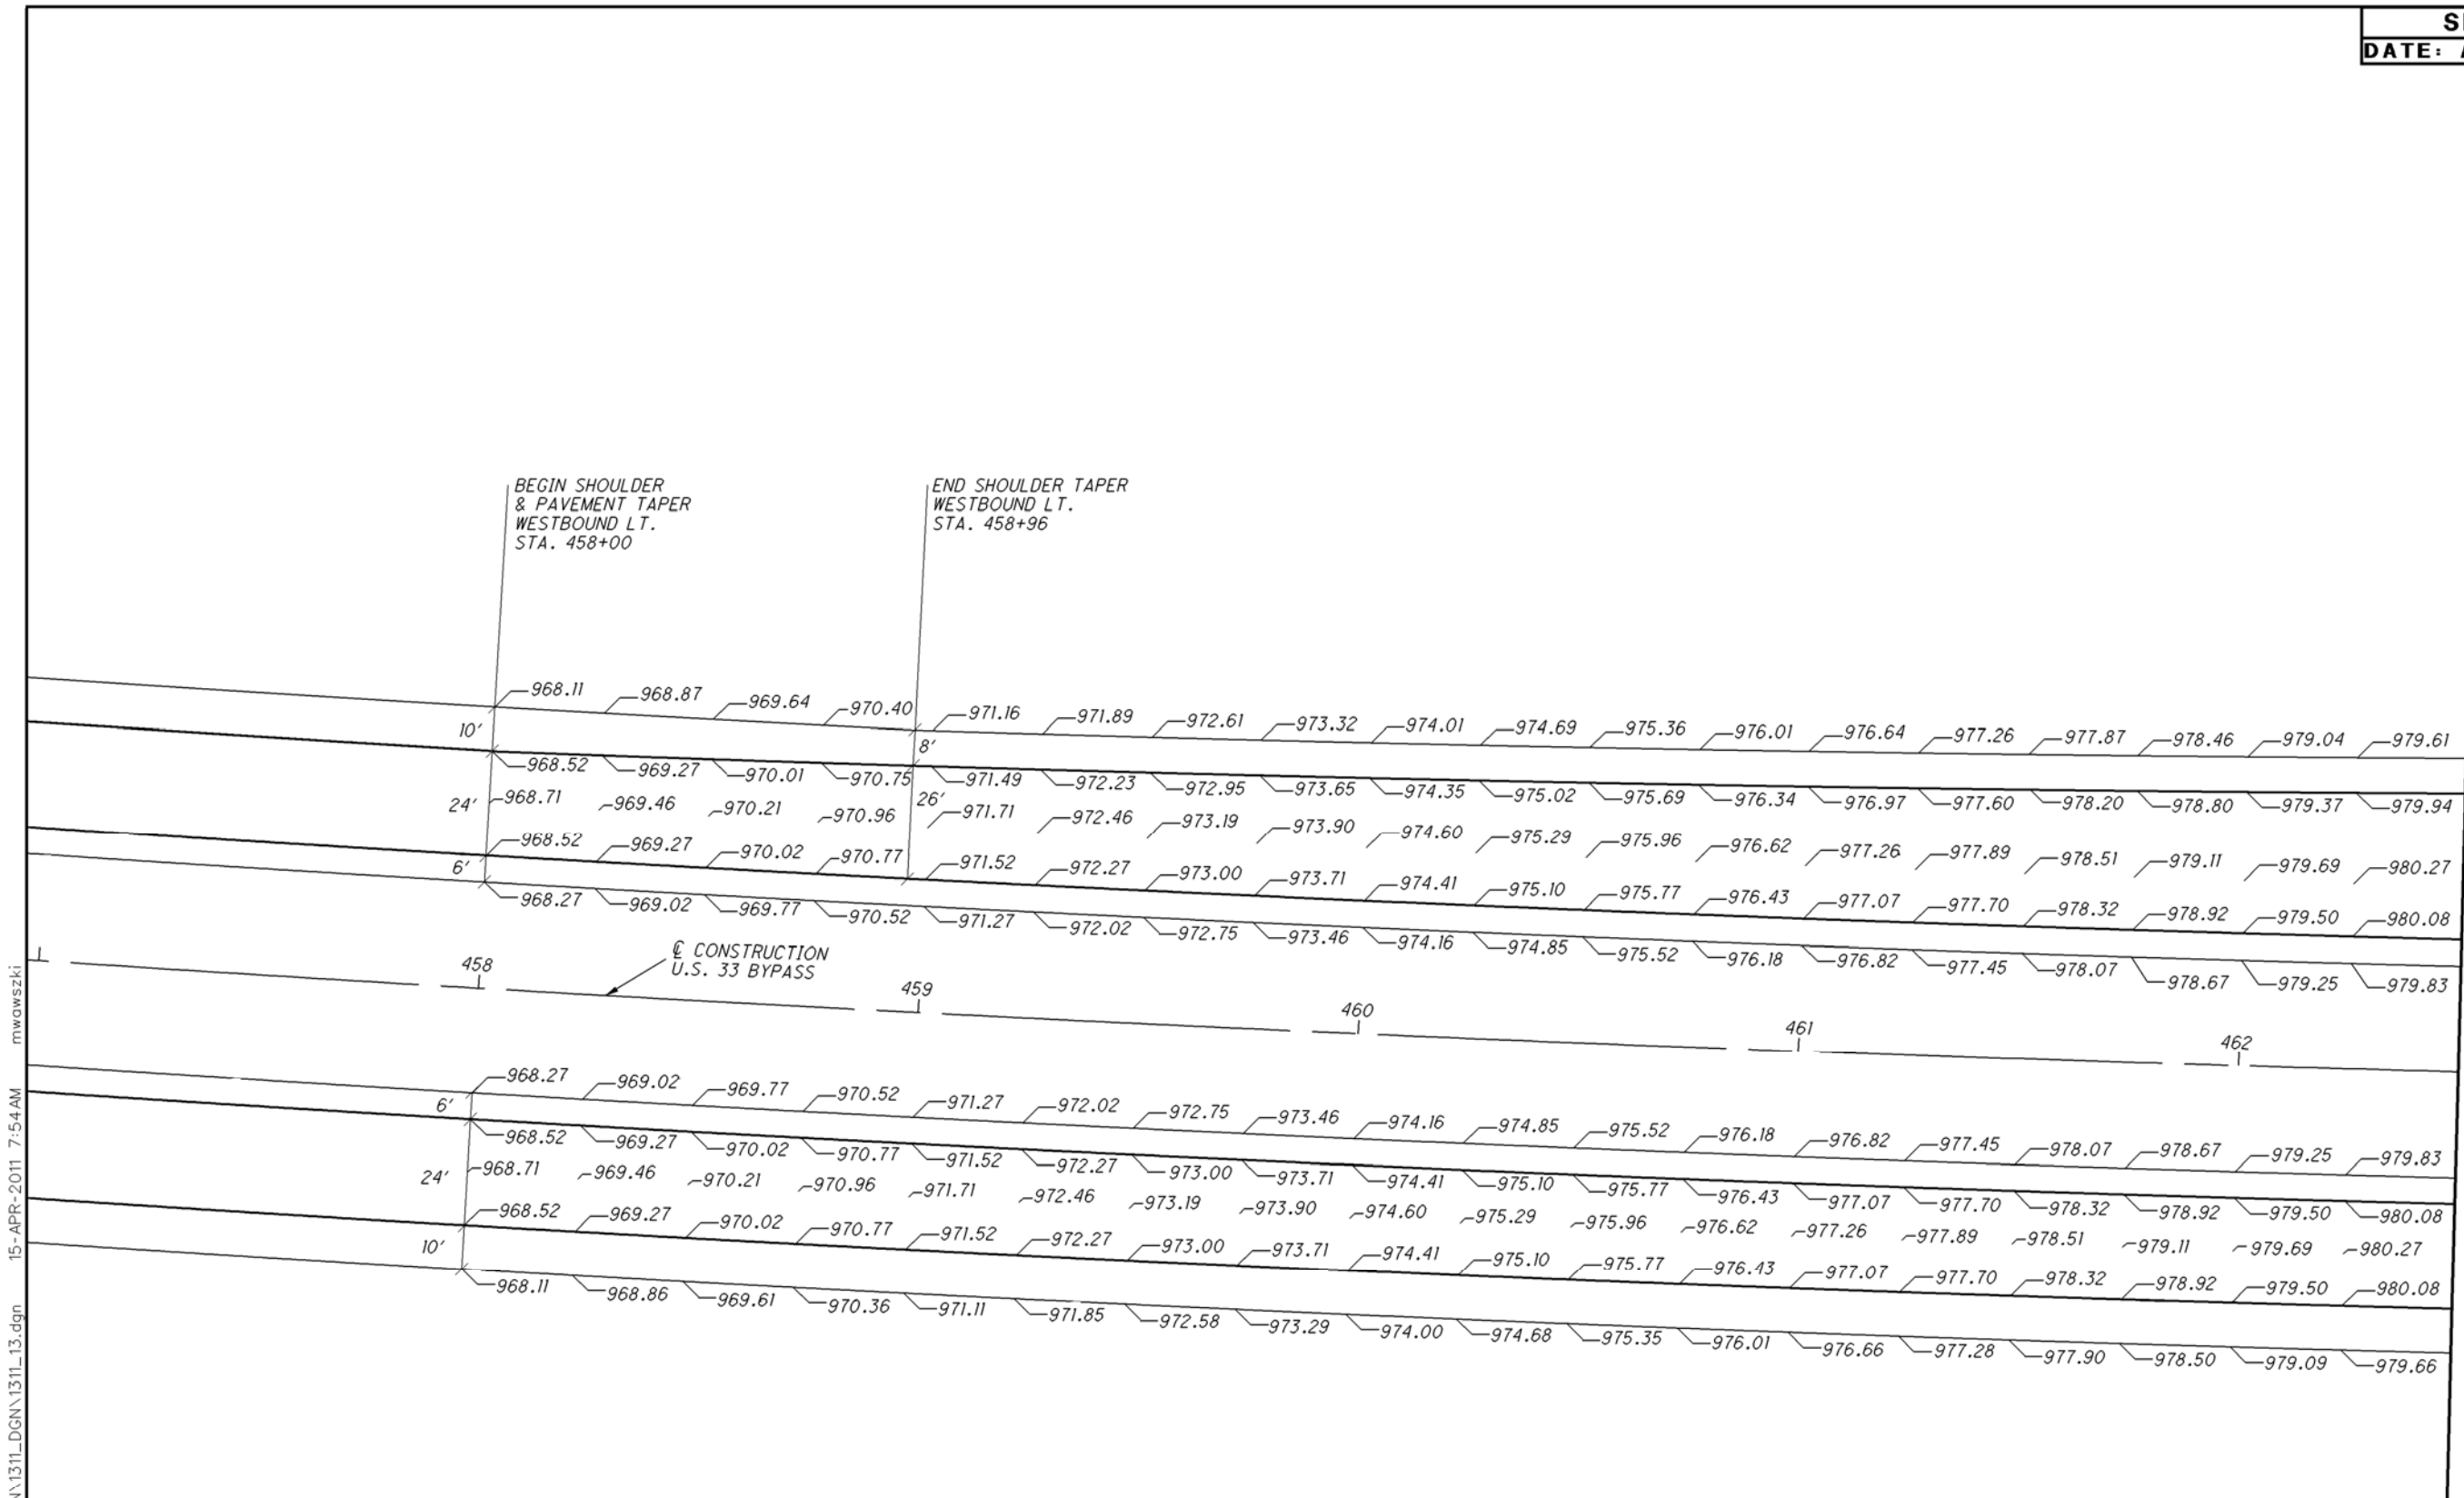 S
DATE: A
BEGIN SHOULDER
& PAVEMENT TAPER
WESTBOUND LT.
STA. 458+00
END SHOULDER TAPER
WESTBOUND LT.
STA. 458+96
968.11 968.87 969.64 970.40 971.16 971.89 972.61 973.32 974.01 974.69 975.36 976.01 976.64 977.26 977.87 978.46 979.04 979.61
10' 8'
968.52 969.27 970.01 970.75 971.49 972.23 972.95 973.65 974.35 975.02 975.69 976.34 976.97 977.60 978.20 978.80 979.37 979.94
24' 26'
968.71 969.46 970.21 970.96 971.71 972.46 973.19 973.90 974.60 975.29 975.96 976.62 977.26 977.89 978.51 979.11 979.69 980.27
968.52 969.27 970.02 970.77 971.52 972.27 973.00 973.71 974.41 975.10 975.77 976.43 977.07 977.70 978.32 978.92 979.50 980.08
6'
968.27 969.02 969.77 970.52 971.27 972.02 972.75 973.46 974.16 974.85 975.52 976.18 976.82 977.45 978.07 978.67 979.25 979.83
℄ CONSTRUCTION
U.S. 33 BYPASS
458 459 460 461 462
968.27 969.02 969.77 970.52 971.27 972.02 972.75 973.46 974.16 974.85 975.52 976.18 976.82 977.45 978.07 978.67 979.25 979.83
6'
968.52 969.27 970.02 970.77 971.52 972.27 973.00 973.71 974.41 975.10 975.77 976.43 977.07 977.70 978.32 978.92 979.50 980.08
24'
968.71 969.46 970.21 970.96 971.71 972.46 973.19 973.90 974.60 975.29 975.96 976.62 977.26 977.89 978.51 979.11 979.69 980.27
968.52 969.27 970.02 970.77 971.52 972.27 973.00 973.71 974.41 975.10 975.77 976.43 977.07 977.70 978.32 978.92 979.50 980.08
10'
968.11 968.86 969.61 970.36 971.11 971.85 972.58 973.29 974.00 974.68 975.35 976.01 976.66 977.28 977.90 978.50 979.09 979.66
N\1311_DGN\1311_13.dgn 15-APR-2011 7:54AM mwawszki